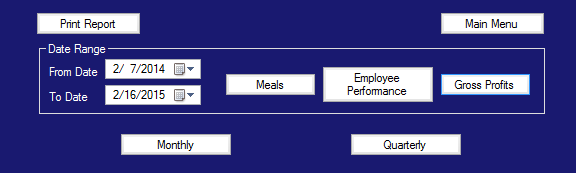 Print Report
Main Menu
Date Range
From Date
2/ 7/2014
To Date
2/16/2015
Meals
Employee
Performance
Gross Profits
Monthly
Quarterly